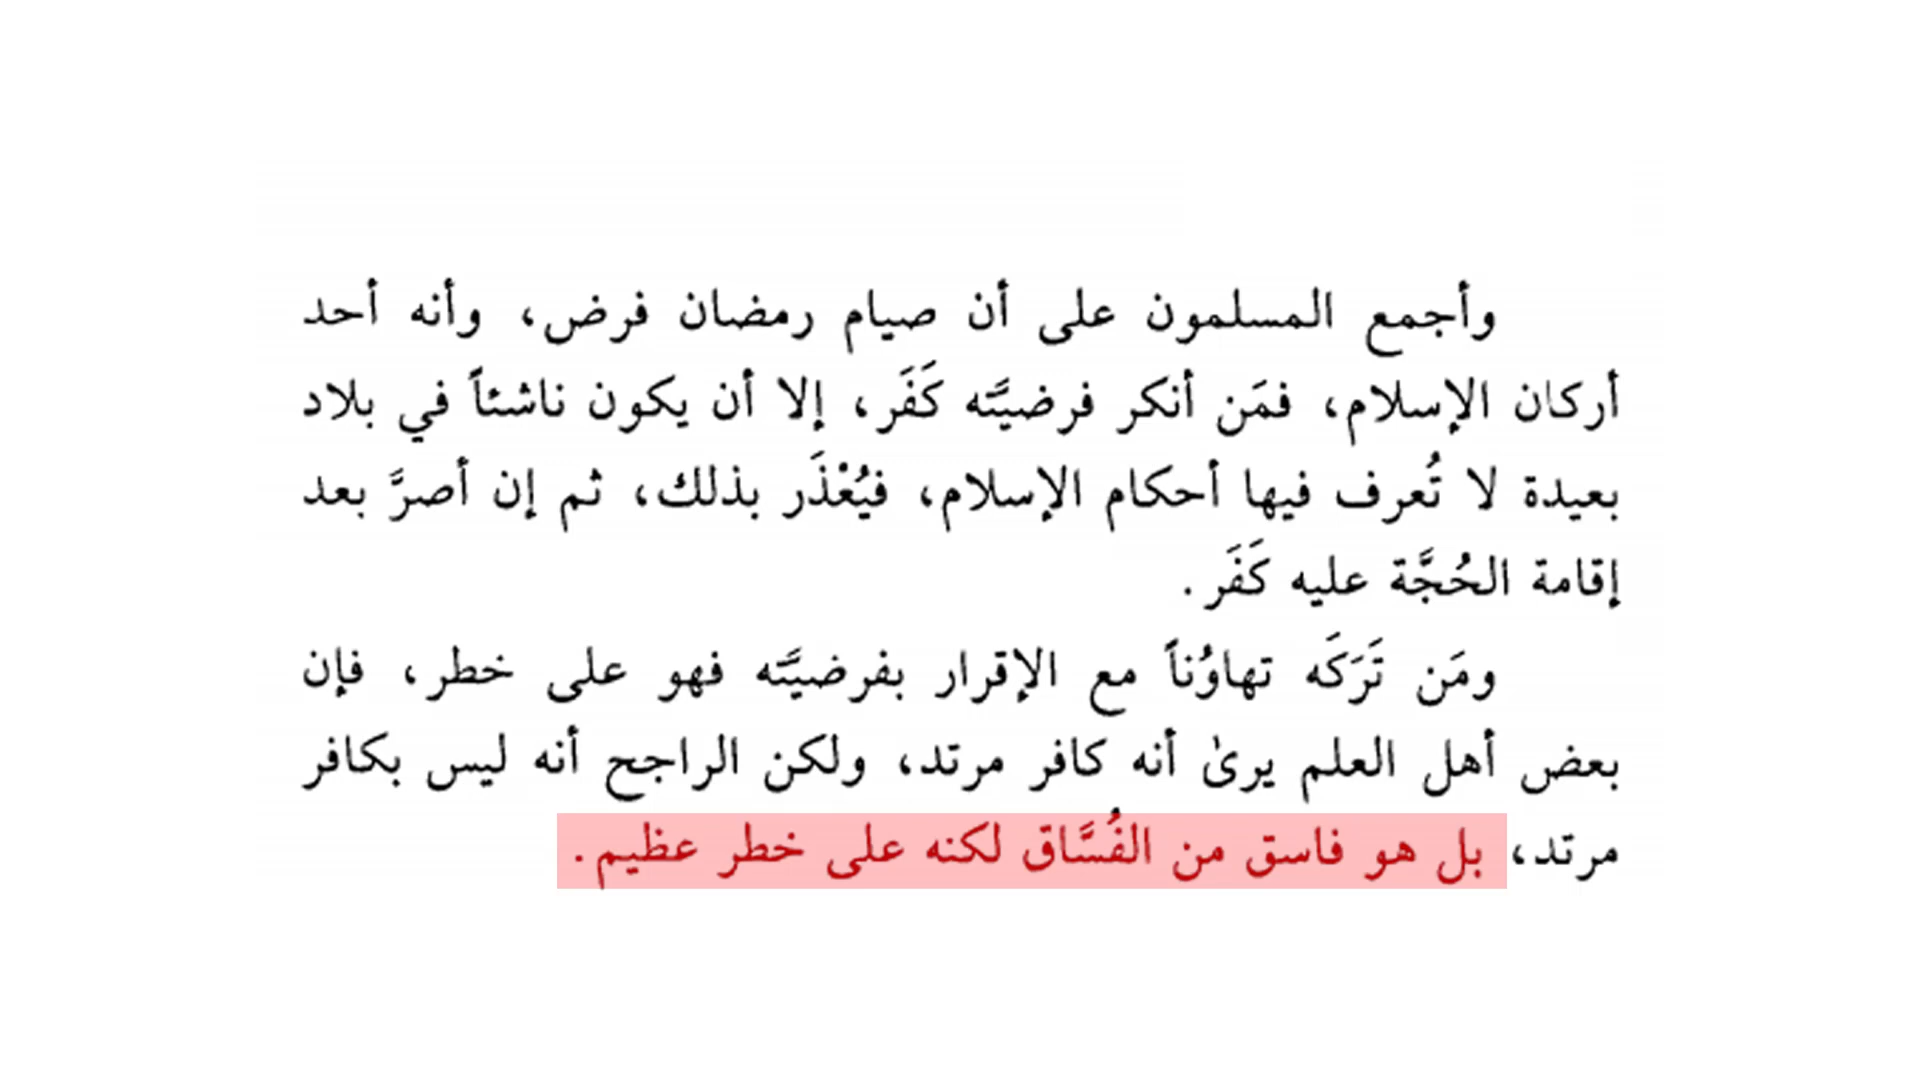 وأجمع المسلمون على أن صيام رمضان فرض، وأنه أحد
أركان الإسلام، فمَن أنكر فرضيَّته كَفَر، إلا أن يكون ناشئاً في بلاد
بعيدة لا تُعرف فيها أحكام الإسلام، فيُعْذَر بذلك، ثم إن أصرَّ بعد
إقامة الحُجَّة عليه كَفَر.
ومَن تَرَكَه تهاوُناً مع الإقرار بفرضيَّته فهو على خطر، فإن
بعض أهل العلم يرىٰ أنه كافر مرتد، ولكن الراجح أنه ليس بكافر
مرتد، بل هو فاسق من الفُسَّاق لكنه على خطر عظيم.